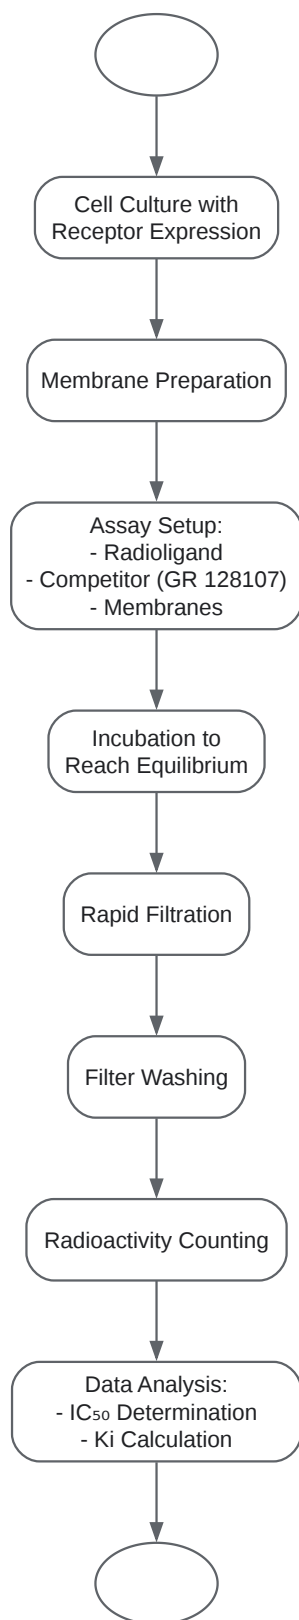 Cell Culture with
Receptor Expression
Membrane Preparation
Assay Setup:
- Radioligand
- Competitor (GR 128107)
- Membranes
Incubation to
Reach Equilibrium
Rapid Filtration
Filter Washing
Radioactivity Counting
Data Analysis:
- IC₅₀ Determination
- Ki Calculation